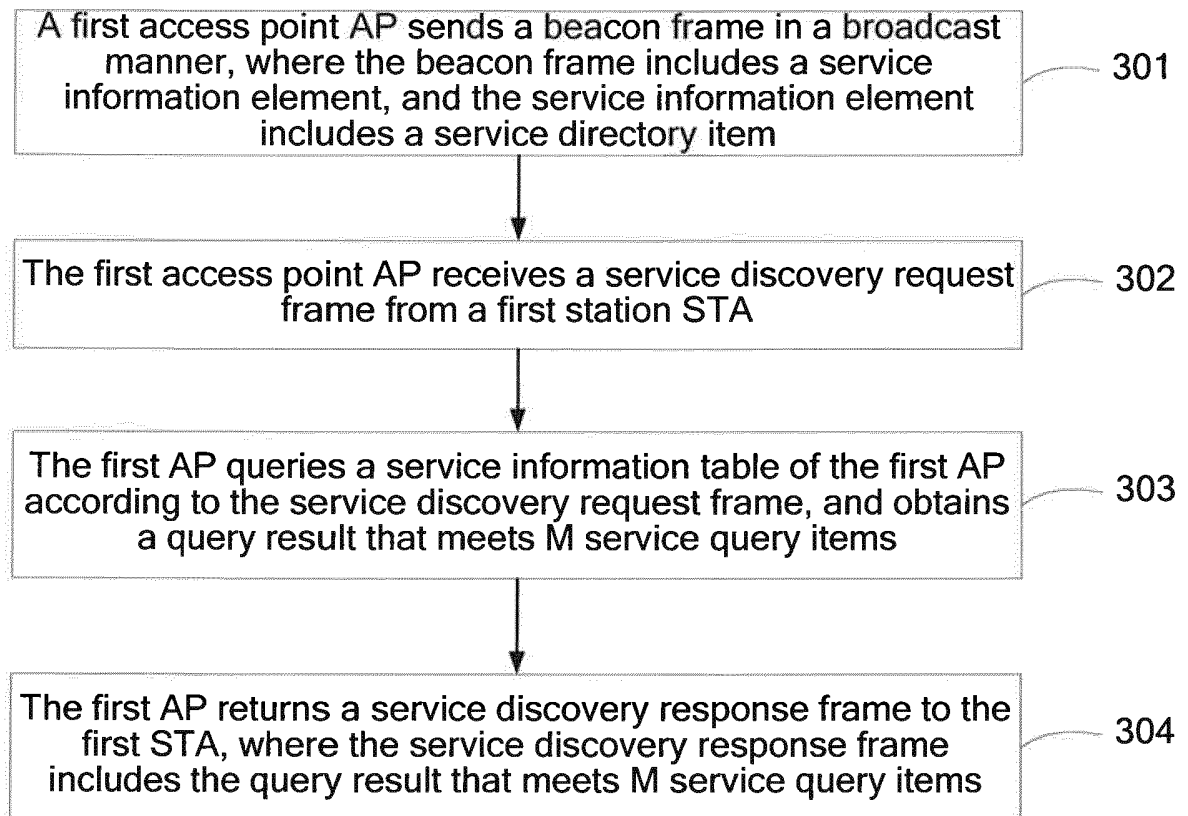 A first access point AP sends a beacon frame in a broadcast
manner, where the beacon frame includes a service
information element, and the service information element
includes a service directory item
301
The first access point AP receives a service discovery request
frame from a first station STA
302
The first AP queries a service information table of the first AP
according to the service discovery request frame, and obtains
a query result that meets M service query items
303
The first AP returns a service discovery response frame to the
first STA, where the service discovery response frame
includes the query result that meets M service query items
304